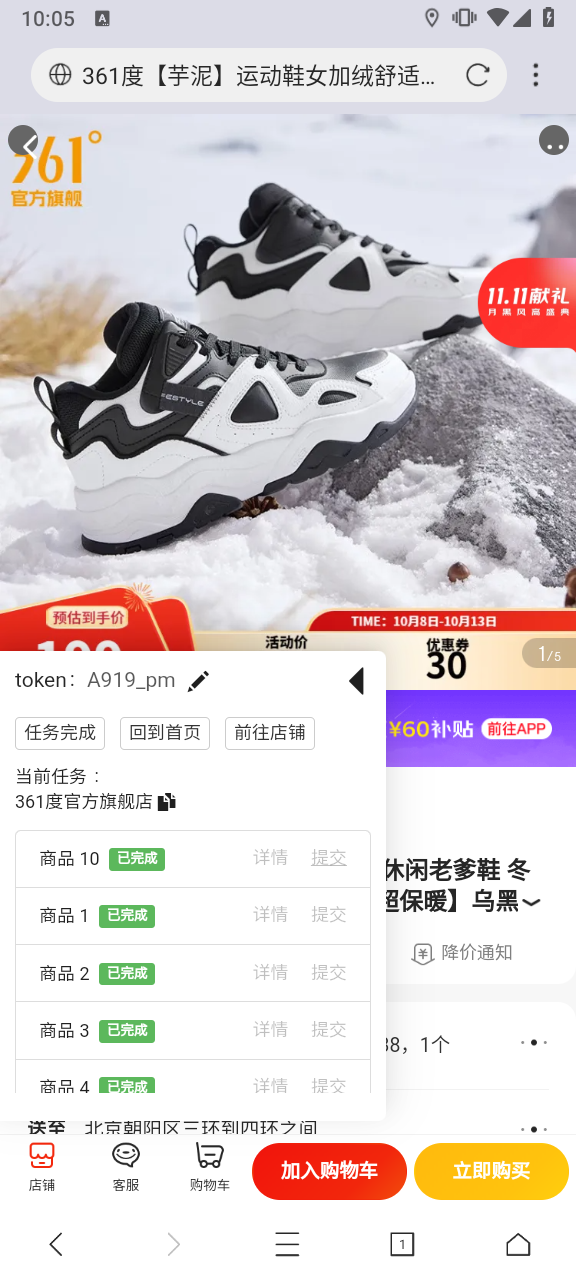 10:05
A
361度【芋泥】运动鞋女加绒舒适...
361°
官方旗舰
11.11献礼
月黑风高盛典
FESTYLE
预估到手价
TIME：10月8日-10月13日
活动价
优惠券
30
1/5
token： A919_pm
¥60补贴 前往APP
任务完成 回到首页 前往店铺
当前任务：
361度官方旗舰店
商品 10 已完成 详情 提交
休闲老爹鞋 冬
超保暖】乌黑
商品 1 已完成 详情 提交
降价通知
商品 2 已完成 详情 提交
商品 3 已完成 详情 提交
38，1个
商品 4 已完成 详情 提交
送至 北京朝阳区三环到四环之间
店铺 客服 购物车 加入购物车 立即购买
1